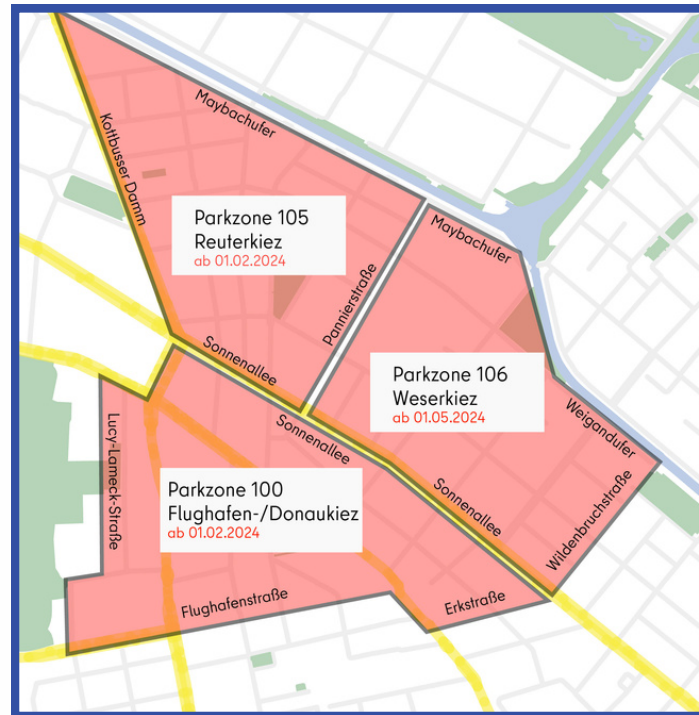 Maybachufer
Kottbusser Damm
Parkzone 105
Reuterkiez
ab 01.02.2024
Maybachufer
Pannierstraße
Sonnenallee
Parkzone 106
Weserkiez
ab 01.05.2024
Weigandufer
Sonnenallee
Lucy-Lameck-Straße
Parkzone 100
Flughafen-/Donaukiez
ab 01.02.2024
Sonnenallee
Wildenbruchstraße
Flughafenstraße
Erkstraße